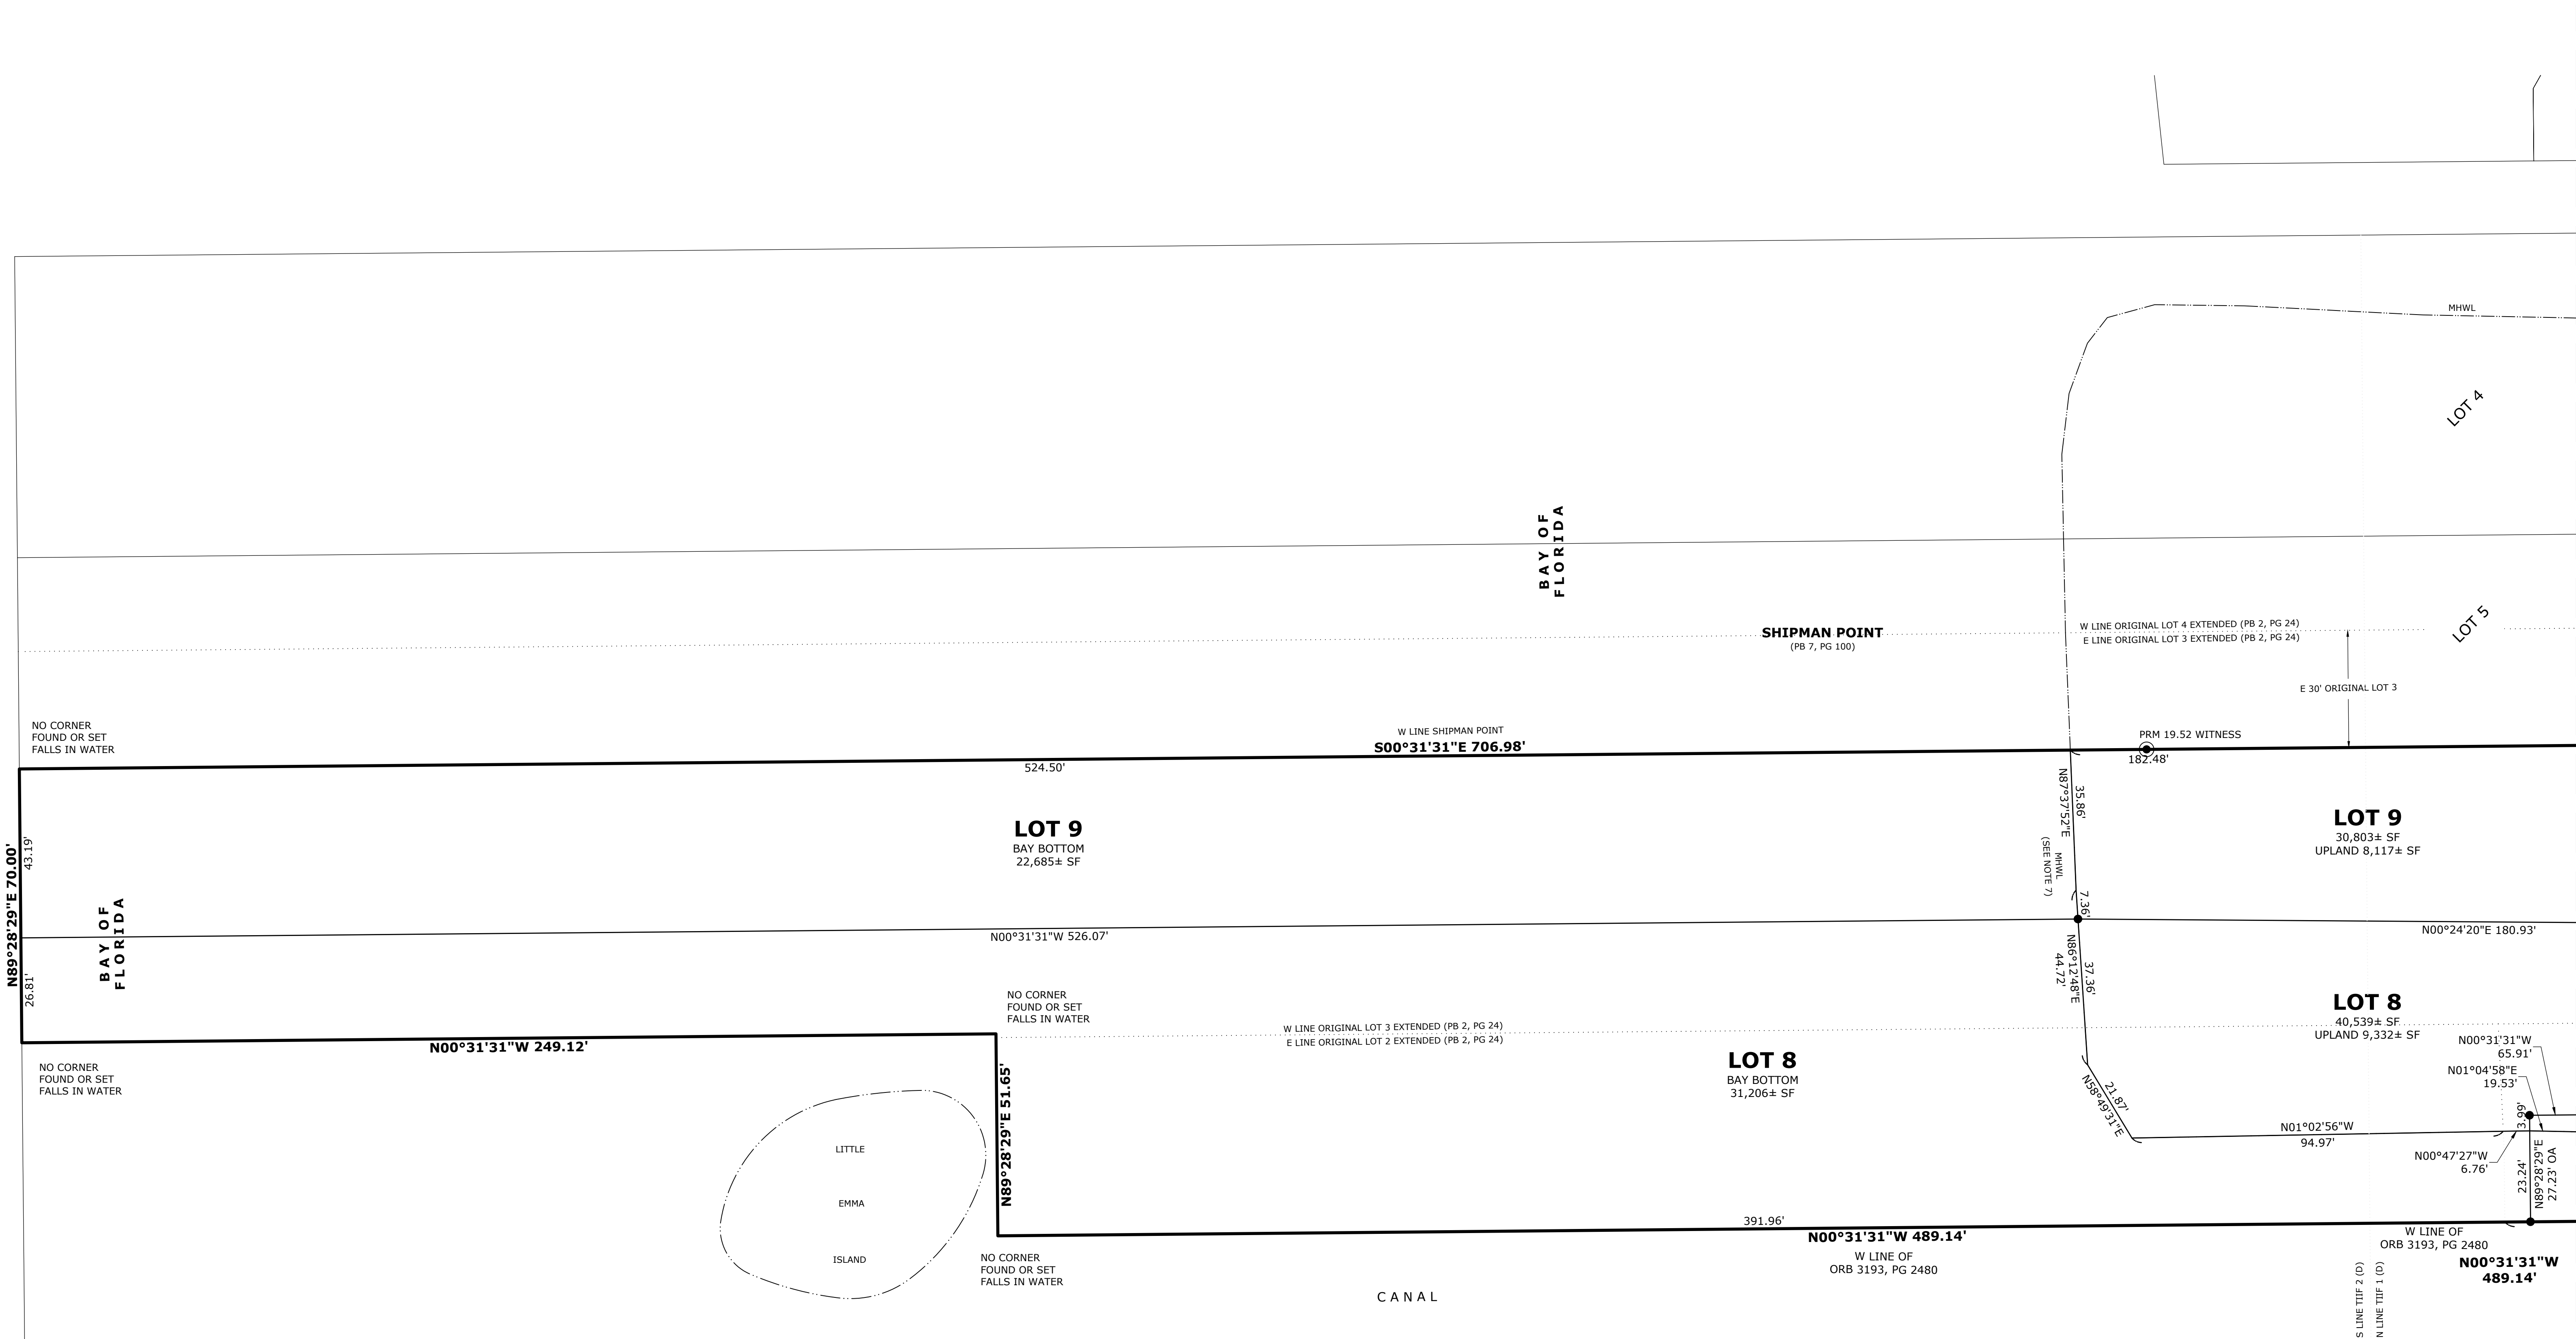 MHWL
LOT 4
BAY OF
FLORIDA
SHIPMAN POINT
(PB 7, PG 100)
W LINE ORIGINAL LOT 4 EXTENDED (PB 2, PG 24)
E LINE ORIGINAL LOT 3 EXTENDED (PB 2, PG 24)
LOT 5
E 30' ORIGINAL LOT 3
NO CORNER
FOUND OR SET
FALLS IN WATER
W LINE SHIPMAN POINT
S00°31'31"E 706.98'
524.50'
PRM 19.52 WITNESS
182.48'
N89°28'29"E 70.00'
43.19'
26.81'
BAY OF
FLORIDA
LOT 9
BAY BOTTOM
22,685± SF
N87°37'52"E
35.86'
MHWL
(SEE NOTE 7)
7.36'
LOT 9
30,803± SF
UPLAND 8,117± SF
N00°31'31"W 526.07'
N00°24'20"E 180.93'
N86°12'48"E
44.72'
37.36'
NO CORNER
FOUND OR SET
FALLS IN WATER
W LINE ORIGINAL LOT 3 EXTENDED (PB 2, PG 24)
E LINE ORIGINAL LOT 2 EXTENDED (PB 2, PG 24)
LOT 8
40,539± SF
UPLAND 9,332± SF
N00°31'31"W 249.12'
NO CORNER
FOUND OR SET
FALLS IN WATER
N89°28'29"E 51.65'
LOT 8
BAY BOTTOM
31,206± SF
N58°49'31"E
21.87'
N00°31'31"W
65.91'
N01°04'58"E
19.53'
3.99'
N01°02'56"W
94.97'
N00°47'27"W
6.76'
23.24'
N89°28'29"E
27.23' OA
LITTLE
EMMA
ISLAND
391.96'
N00°31'31"W 489.14'
W LINE OF
ORB 3193, PG 2480
W LINE OF
ORB 3193, PG 2480
N00°31'31"W
489.14'
NO CORNER
FOUND OR SET
FALLS IN WATER
CANAL
S LINE TIIF 2 (D)
N LINE TIIF 1 (D)